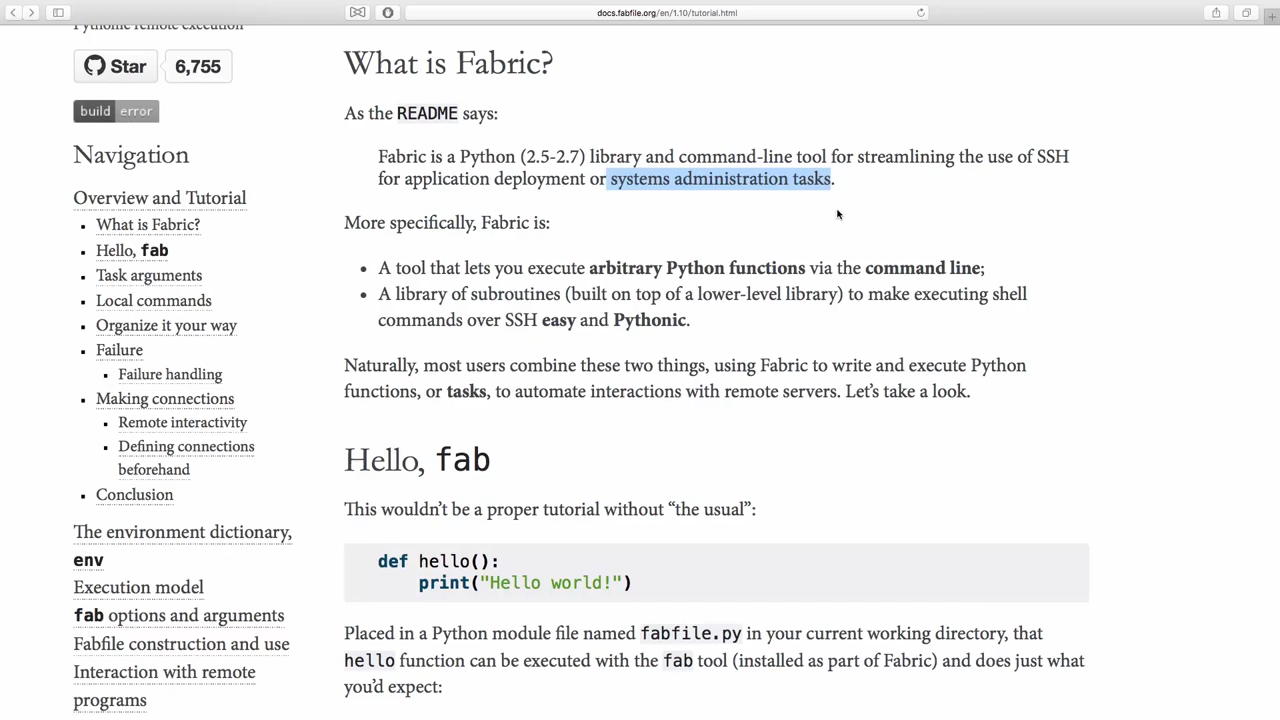 docs.fabfile.org/en/1.10/tutorial.html
Pythonic remote execution
Star 6,755
build error
Navigation
Overview and Tutorial
What is Fabric?
Hello, fab
Task arguments
Local commands
Organize it your way
Failure
Failure handling
Making connections
Remote interactivity
Defining connections
beforehand
Conclusion
The environment dictionary,
env
Execution model
fab options and arguments
Fabfile construction and use
Interaction with remote
programs
What is Fabric?
As the README says:
Fabric is a Python (2.5-2.7) library and command-line tool for streamlining the use of SSH
for application deployment or systems administration tasks.
More specifically, Fabric is:
A tool that lets you execute arbitrary Python functions via the command line;
A library of subroutines (built on top of a lower-level library) to make executing shell
commands over SSH easy and Pythonic.
Naturally, most users combine these two things, using Fabric to write and execute Python
functions, or tasks, to automate interactions with remote servers. Let’s take a look.
Hello, fab
This wouldn’t be a proper tutorial without “the usual”:
def hello():
    print("Hello world!")
Placed in a Python module file named fabfile.py in your current working directory, that
hello function can be executed with the fab tool (installed as part of Fabric) and does just what
you’d expect: